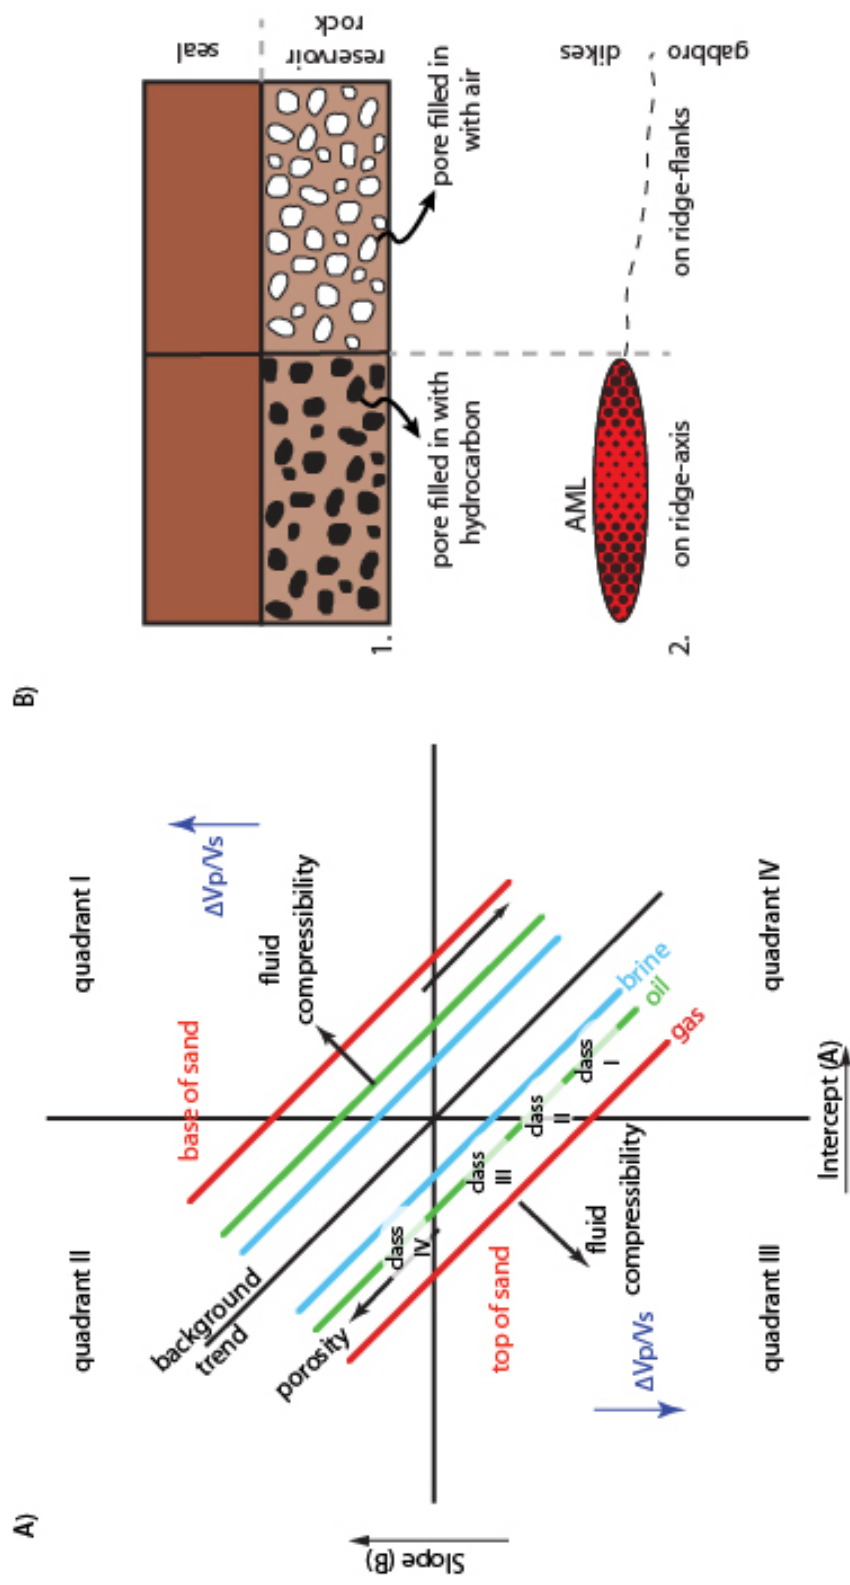 A)
quadrant II
quadrant I
base of sand
ΔVp/Vs
fluid
compressibility
background
trend
porosity
class
IV
class
III
class
II
class
I
brine
oil
gas
top of sand
fluid
compressibility
ΔVp/Vs
quadrant III
quadrant IV
Slope (B)
Intercept (A)
B)
seal
reservoir
rock
1.
pore filled in with
hydrocarbon
pore filled in
with air
AML
dikes
gabbro
2.
on ridge-axis
on ridge-flanks